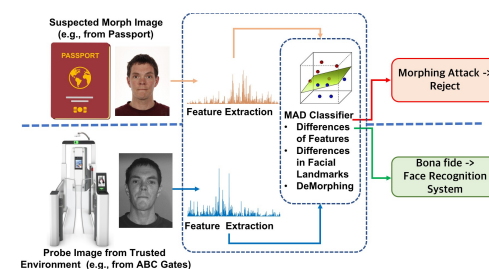 Suspected Morph Image
(e.g., from Passport)
PASSPORT
Feature Extraction
MAD Classifier
• Differences
of Features
• Differences
in Facial
Landmarks
• DeMorphing
Morphing Attack ->
Reject
Bona fide ->
Face Recognition
System
Feature Extraction
Probe Image from Trusted
Environment (e.g., from ABC Gates)